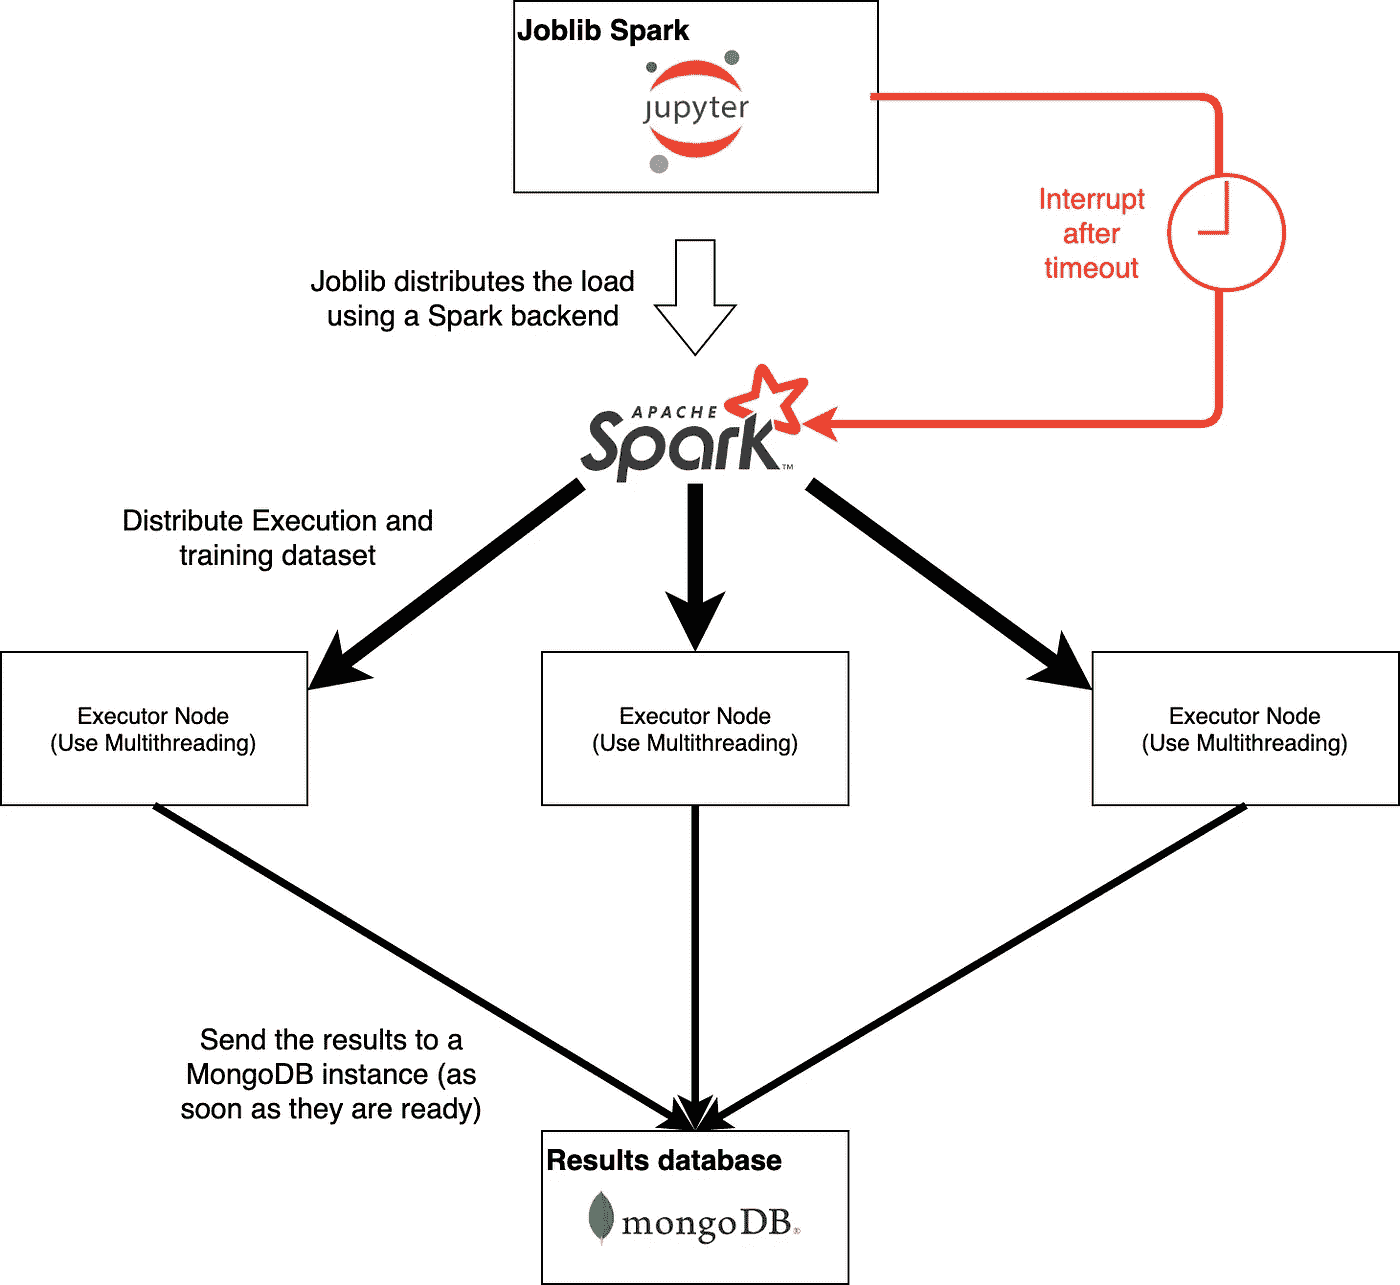 Joblib Spark
jupyter
Interrupt
after
timeout
Joblib distributes the load
using a Spark backend
APACHE
Spark™
Distribute Execution and
training dataset
Executor Node
(Use Multithreading)
Executor Node
(Use Multithreading)
Executor Node
(Use Multithreading)
Send the results to a
MongoDB instance (as
soon as they are ready)
Results database
mongoDB®